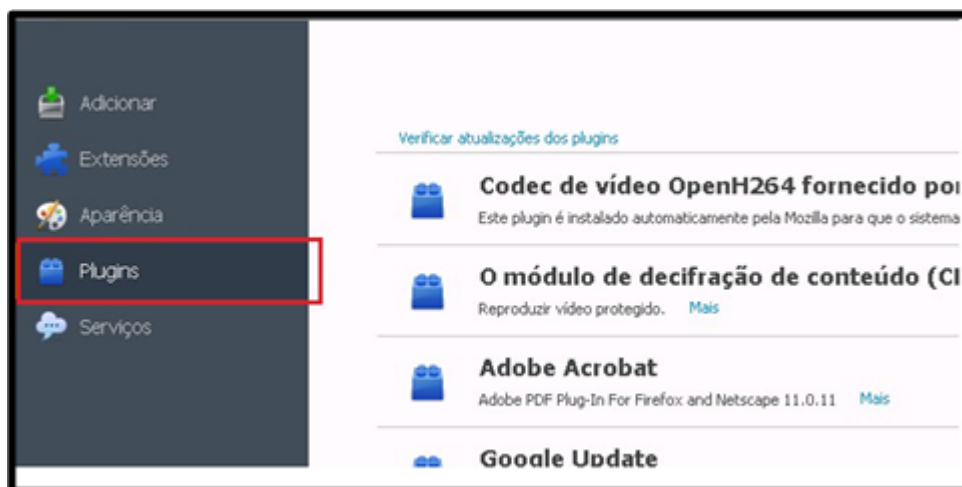 Adicionar
Extensões
Aparência
Plugins
Serviços
Verificar atualizações dos plugins
Codec de vídeo OpenH264 fornecido por
Este plugin é instalado automaticamente pela Mozilla para que o sistema
O módulo de decifração de conteúdo (CI
Reproduzir vídeo protegido. Mais
Adobe Acrobat
Adobe PDF Plug-In For Firefox and Netscape 11.0.11 Mais
Google Update